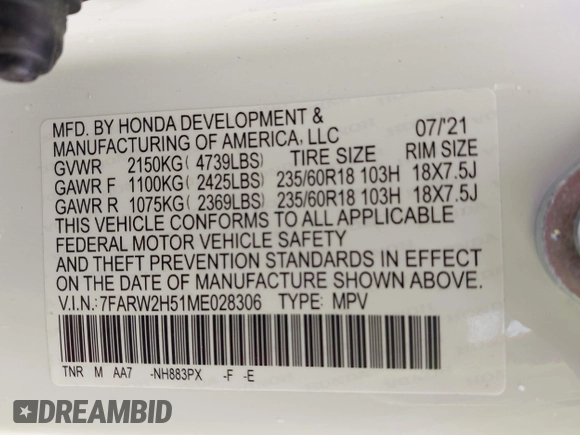 MFD. BY HONDA DEVELOPMENT &
MANUFACTURING OF AMERICA, LLC 07/'21
GVWR 2150KG( 4739LBS) TIRE SIZE RIM SIZE
GAWR F 1100KG( 2425LBS) 235/60R18 103H 18X7.5J
GAWR R 1075KG( 2369LBS) 235/60R18 103H 18X7.5J
THIS VEHICLE CONFORMS TO ALL APPLICABLE
FEDERAL MOTOR VEHICLE SAFETY
AND THEFT PREVENTION STANDARDS IN EFFECT
ON THE DATE OF MANUFACTURE SHOWN ABOVE.
V.I.N.:7FARW2H51ME028306 TYPE: MPV
TNR M AA7 -NH883PX -F -E
DREAMBID